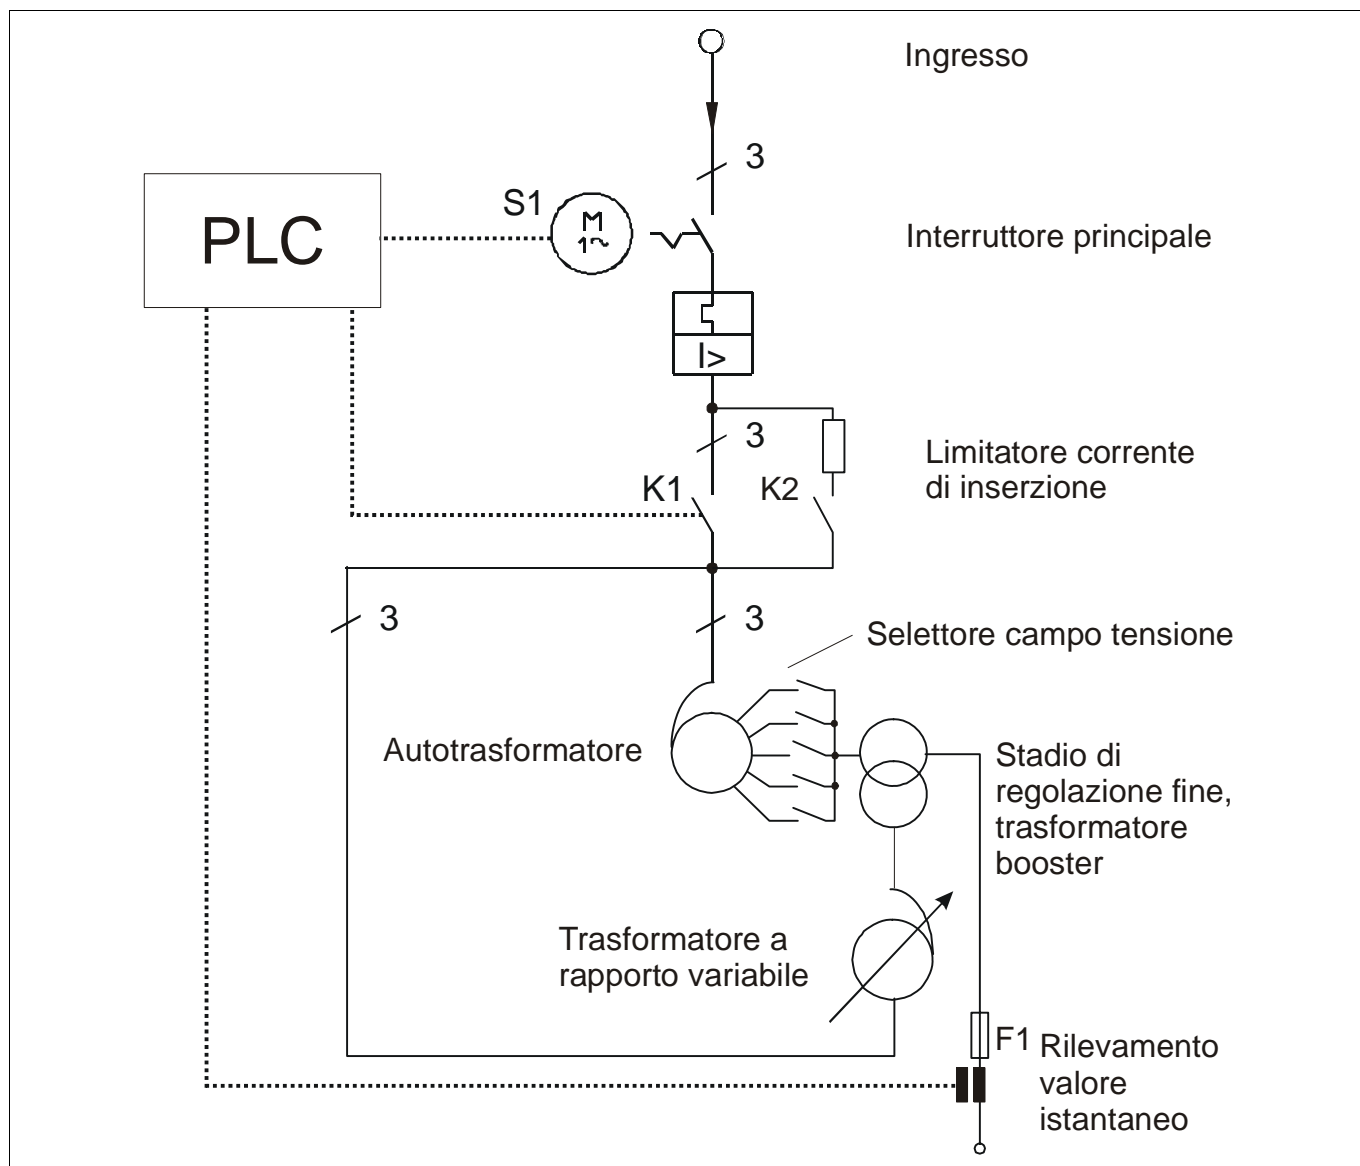 Ingresso
3
S1
M
1~
PLC
Interruttore principale
I>
3
K1
K2
Limitatore corrente
di inserzione
3
3
Selettore campo tensione
Autotrasformatore
Stadio di
regolazione fine,
trasformatore
booster
Trasformatore a
rapporto variabile
F1
Rilevamento
valore
istantaneo